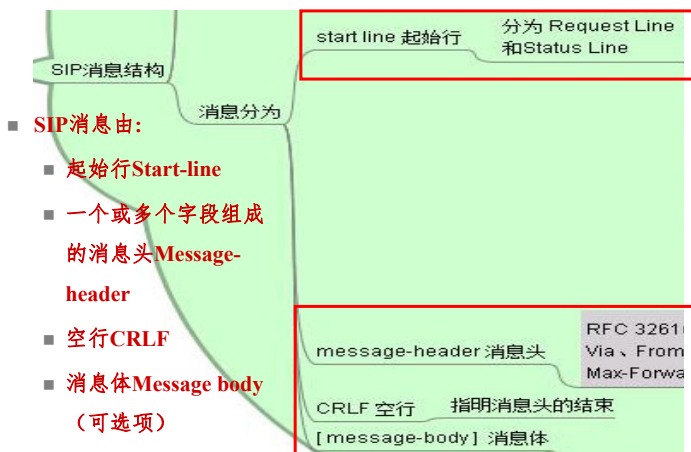 start line 起始行
分为 Request Line
和Status Line
SIP消息结构
消息分为
SIP消息由:
起始行Start-line
一个或多个字段组成
的消息头Message-
header
空行CRLF
消息体Message body
（可选项）
message-header 消息头
RFC 3261
Via、From
Max-Forwa
CRLF 空行
指明消息头的结束
[message-body] 消息体